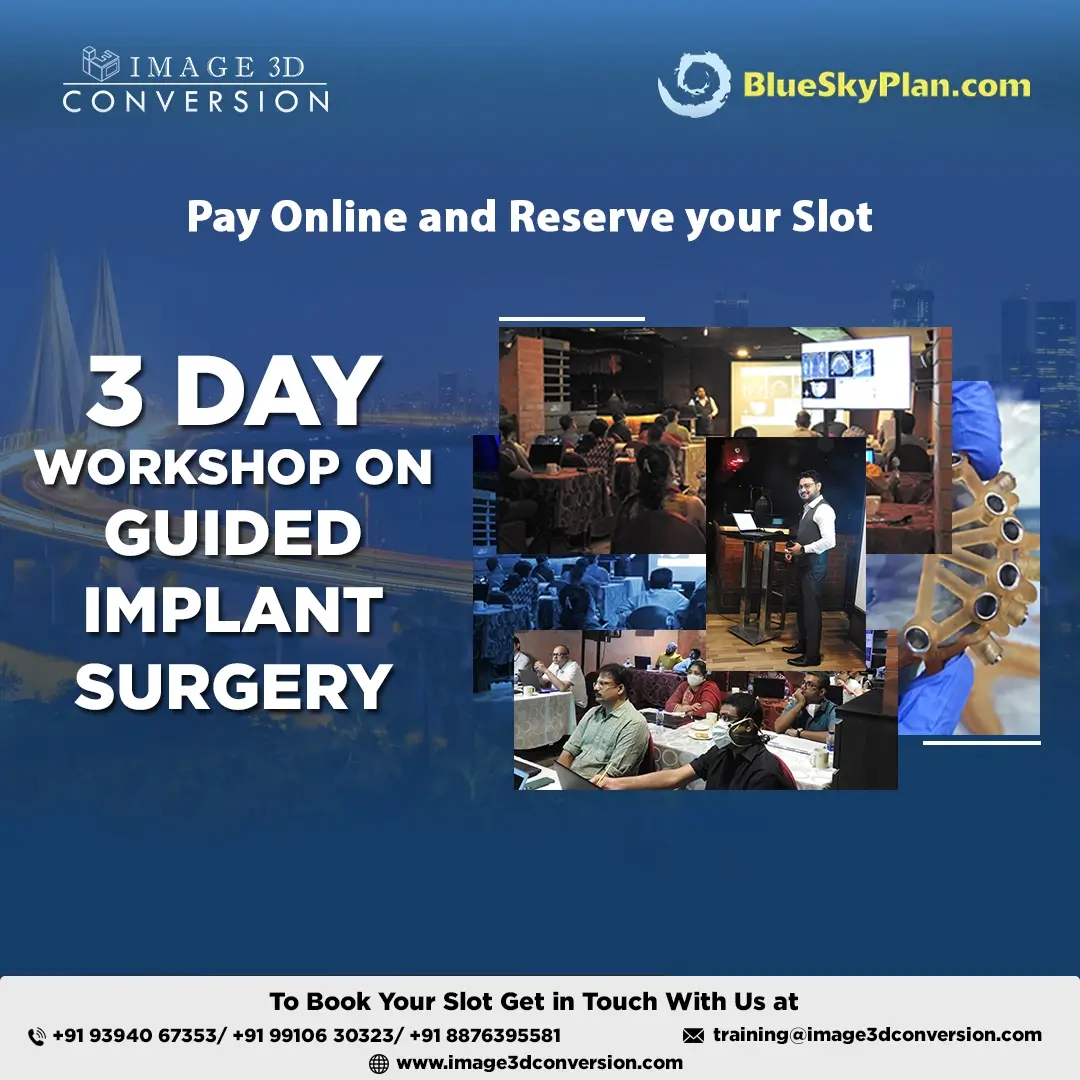 IMAGE 3D
CONVERSION
BlueSkyPlan.com
Pay Online and Reserve your Slot
3 DAY
WORKSHOP ON
GUIDED
IMPLANT
SURGERY
To Book Your Slot Get in Touch With Us at
+91 93940 67353/ +91 99106 30323/ +91 8876395581
training@image3dconversion.com
www.image3dconversion.com